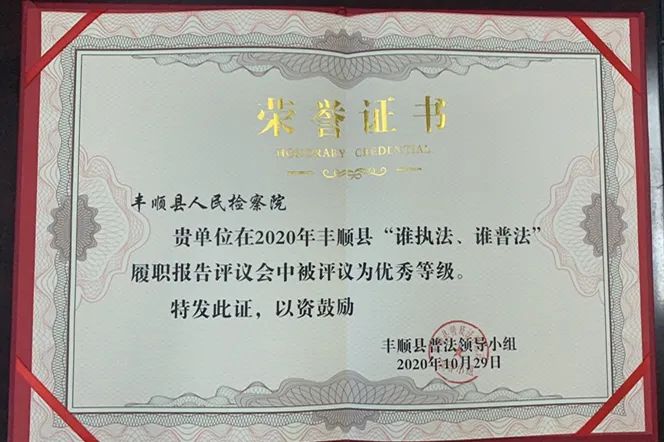 荣誉证书
HONORARY CREDENTIAL
丰顺县人民检察院
贵单位在2020年丰顺县“谁执法、谁普法”
履职报告评议会中被评议为优秀等级。
特发此证，以资鼓励
丰顺县普法领导小组
2020年10月29日